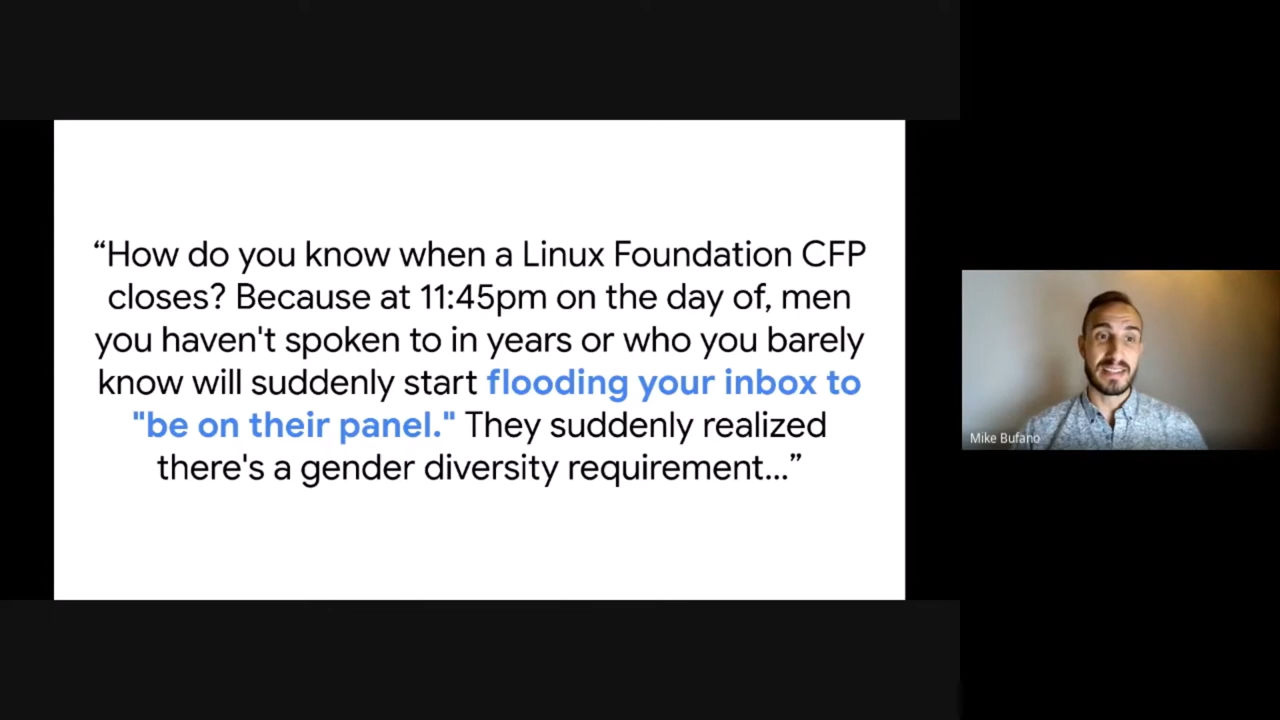 “How do you know when a Linux Foundation CFP
closes? Because at 11:45pm on the day of, men
you haven't spoken to in years or who you barely
know will suddenly start flooding your inbox to
"be on their panel." They suddenly realized
there's a gender diversity requirement...”
Mike Bufano